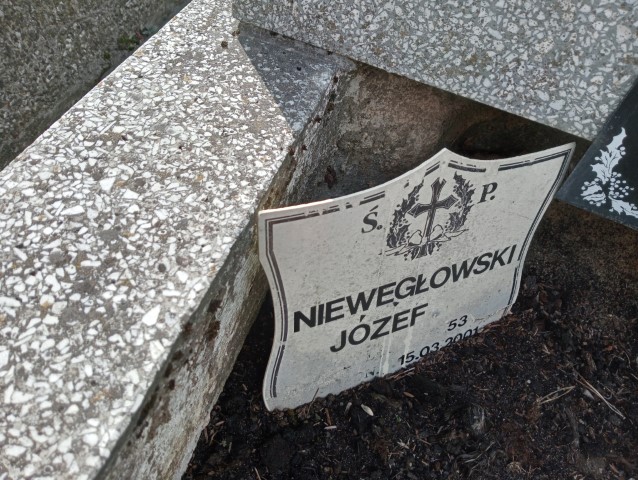 Ś. P.
NIEWĘGŁOWSKI
JÓZEF
53
15.03.2001